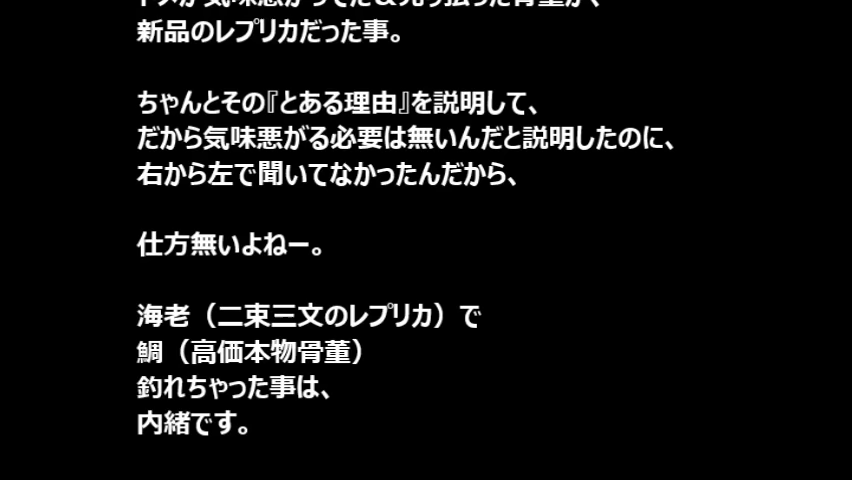 新品のレプリカだった事。
ちゃんとその『とある理由』を説明して、
だから気味悪がる必要は無いんだと説明したのに、
右から左で聞いてなかったんだから、
仕方無いよねー。
海老（二束三文のレプリカ）で
鯛（高価本物骨董）
釣れちゃった事は、
内緒です。